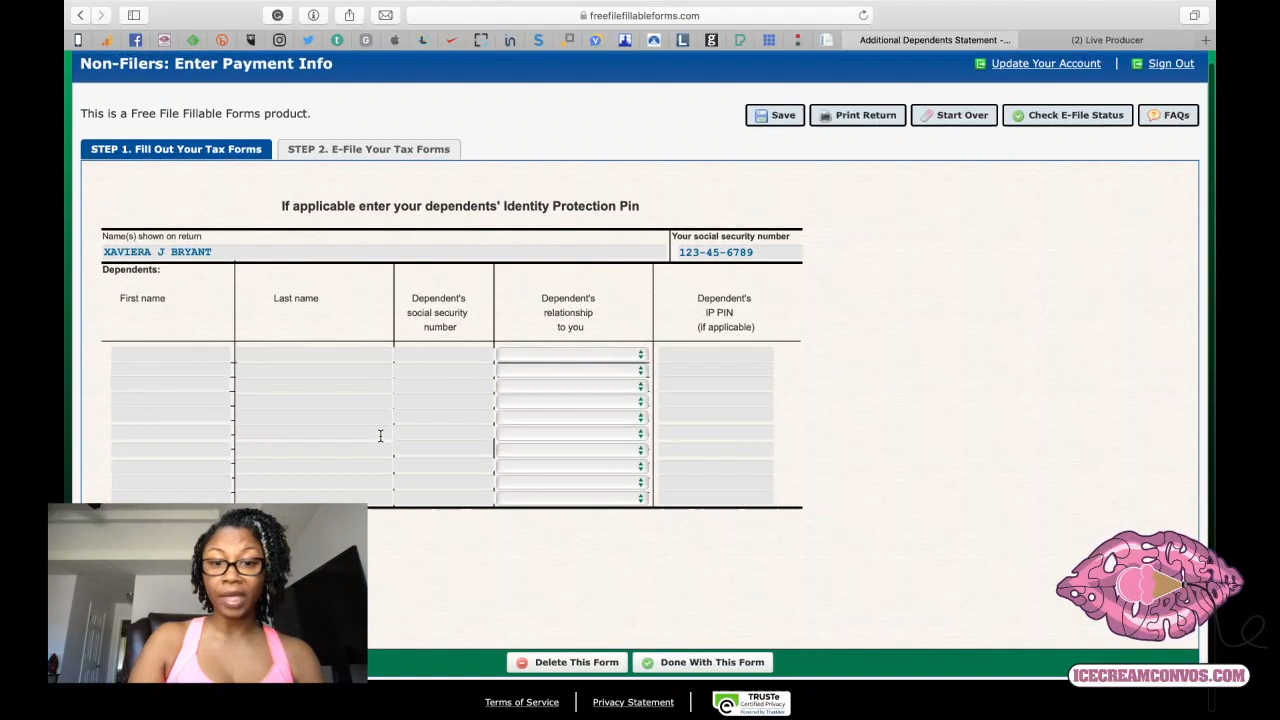 freefilefillableforms.com
Additional Dependents Statement -...
(2) Live Producer
Non-Filers: Enter Payment Info
Update Your Account
Sign Out
This is a Free File Fillable Forms product.
Save
Print Return
Start Over
Check E-File Status
FAQs
STEP 1. Fill Out Your Tax Forms
STEP 2. E-File Your Tax Forms
If applicable enter your dependents' Identity Protection Pin
Name(s) shown on return
Your social security number
XAVIERA J BRYANT
123-45-6789
Dependents:
First name
Last name
Dependent's
social security
number
Dependent's
relationship
to you
Dependent's
IP PIN
(if applicable)
Delete This Form
Done With This Form
Terms of Service
Privacy Statement
TRUSTe
Certified Privacy
Powered by TrustArc
ICECREAMCONVOS.COM